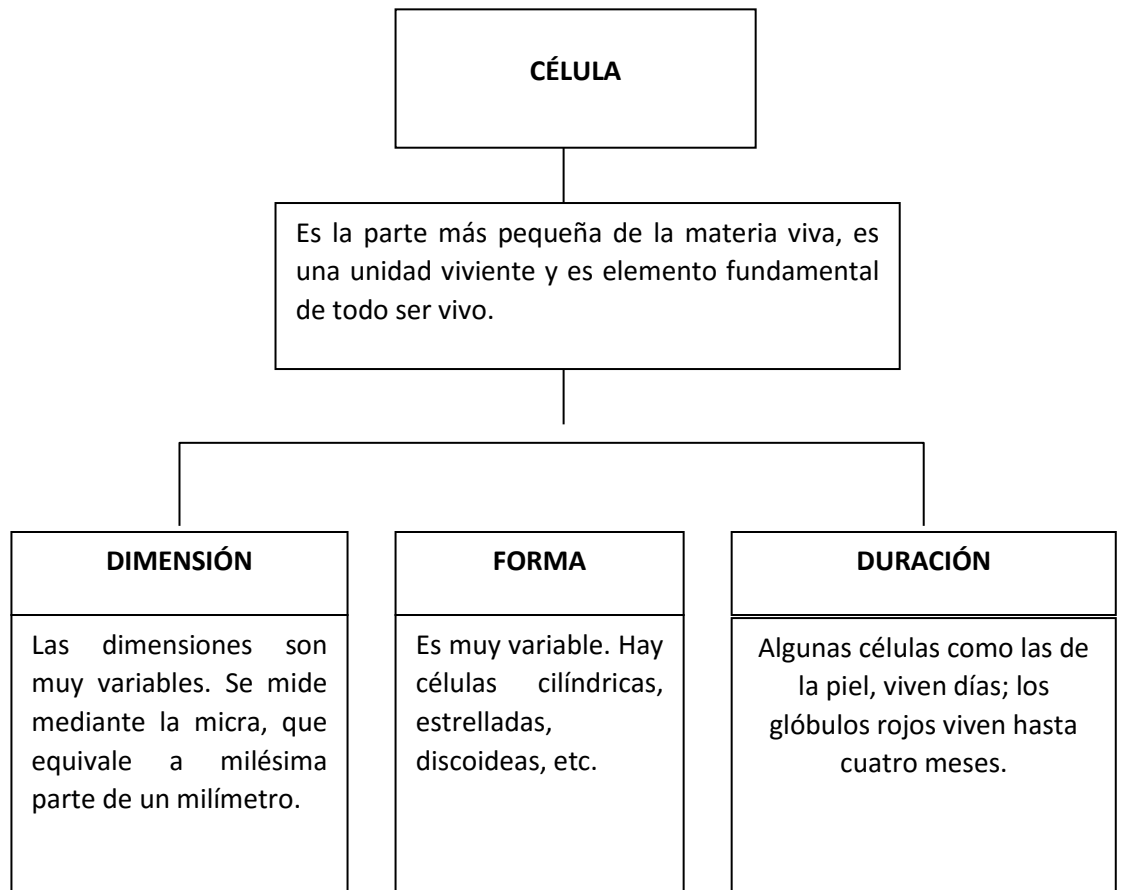 CÉLULA
Es la parte más pequeña de la materia viva, es
una unidad viviente y es elemento fundamental
de todo ser vivo.
DIMENSIÓN
Las dimensiones son
muy variables. Se mide
mediante la micra, que
equivale a milésima
parte de un milímetro.
FORMA
Es muy variable. Hay
células cilíndricas,
estrelladas,
discoideas, etc.
DURACIÓN
Algunas células como las de
la piel, viven días; los
glóbulos rojos viven hasta
cuatro meses.